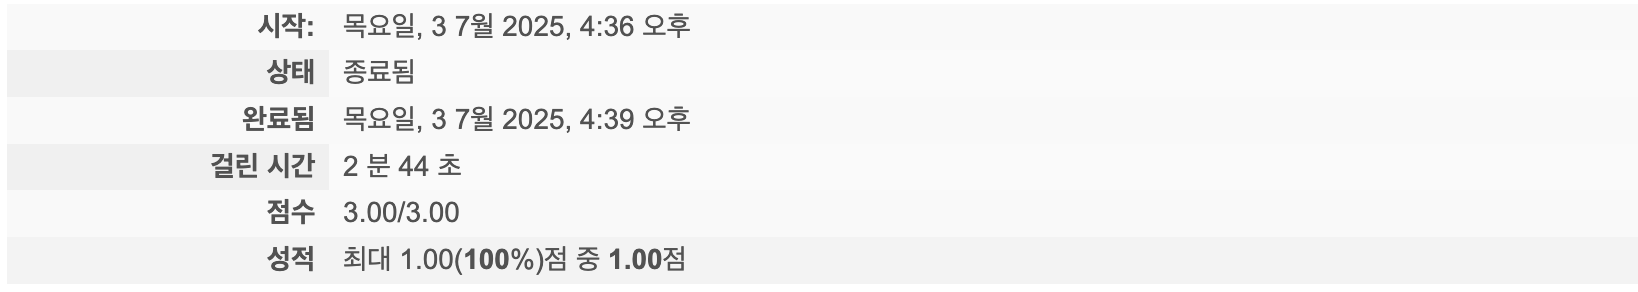 시작: 목요일, 3 7월 2025, 4:36 오후
상태 종료됨
완료됨 목요일, 3 7월 2025, 4:39 오후
걸린 시간 2 분 44 초
점수 3.00/3.00
성적 최대 1.00(100%)점 중 1.00점